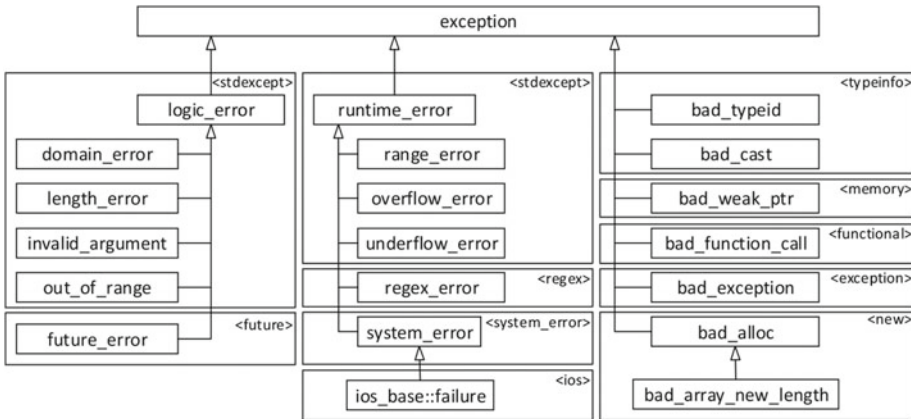 exception
<stdexcept>
logic_error
domain_error
length_error
invalid_argument
out_of_range
<future>
future_error
<stdexcept>
runtime_error
range_error
overflow_error
underflow_error
<regex>
regex_error
<system_error>
system_error
<ios>
ios_base::failure
<typeinfo>
bad_typeid
bad_cast
<memory>
bad_weak_ptr
<functional>
bad_function_call
<exception>
bad_exception
<new>
bad_alloc
bad_array_new_length